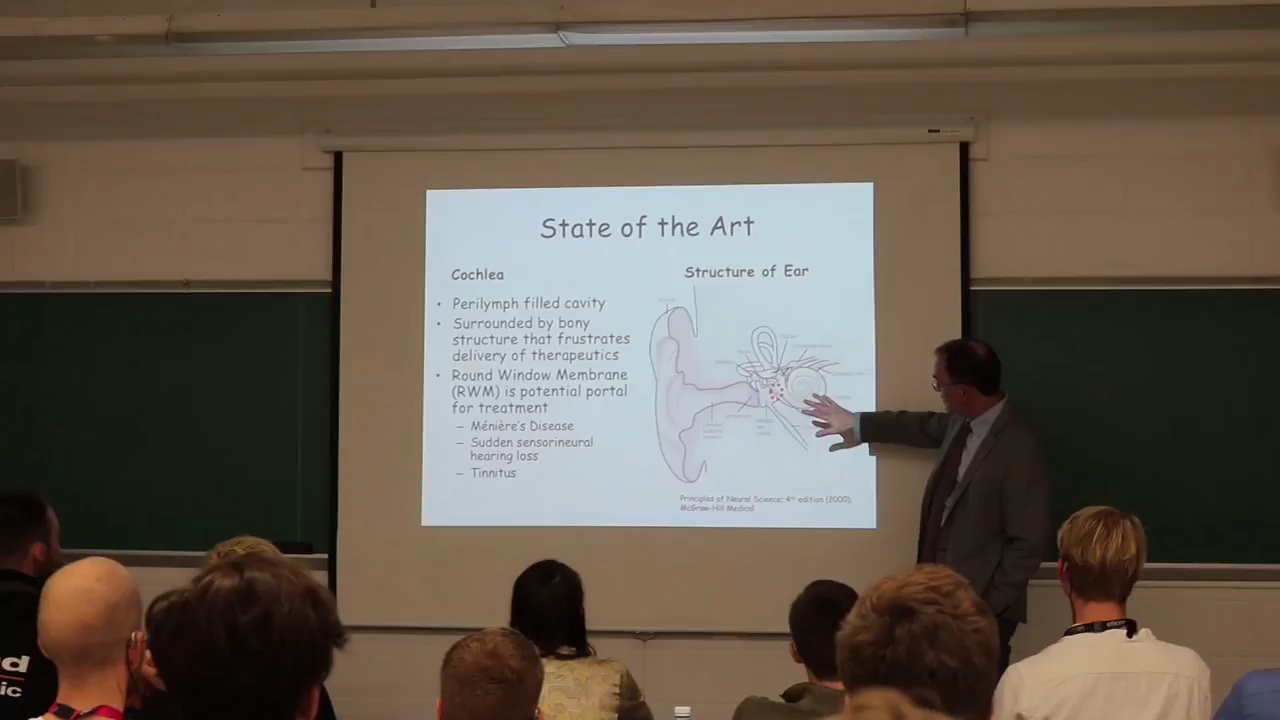 State of the Art
Cochlea
• Perilymph filled cavity
• Surrounded by bony
structure that frustrates
delivery of therapeutics
• Round Window Membrane
(RWM) is potential portal
for treatment
– Ménière's Disease
– Sudden sensorineural
hearing loss
– Tinnitus
Structure of Ear
Principles of Neural Science; 4th edition (2000),
McGraw-Hill Medical
d
ic